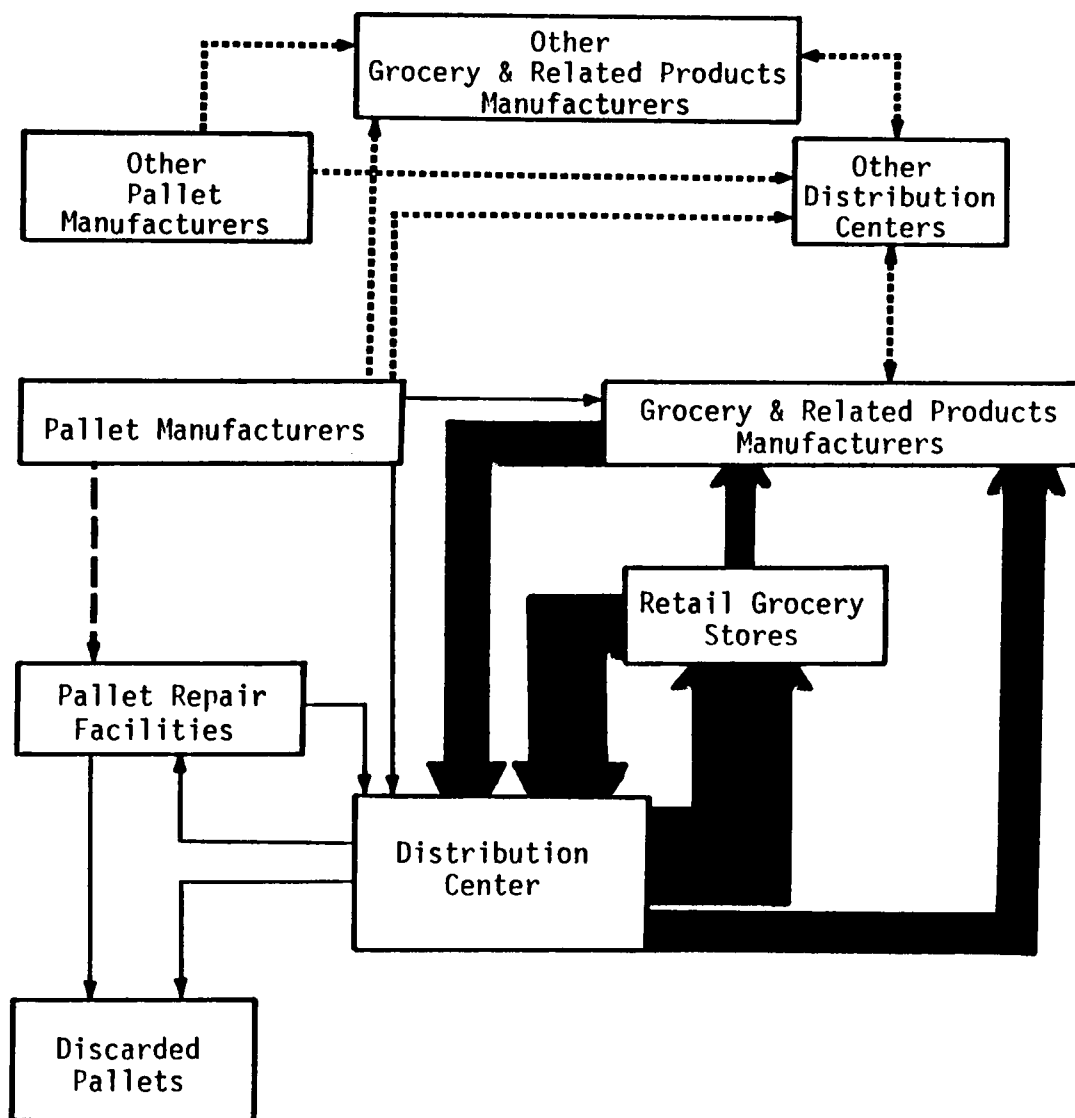 Other
Grocery & Related Products
Manufacturers
Other
Pallet
Manufacturers
Other
Distribution
Centers
Pallet Manufacturers
Grocery & Related Products
Manufacturers
Retail Grocery
Stores
Pallet Repair
Facilities
Distribution
Center
Discarded
Pallets